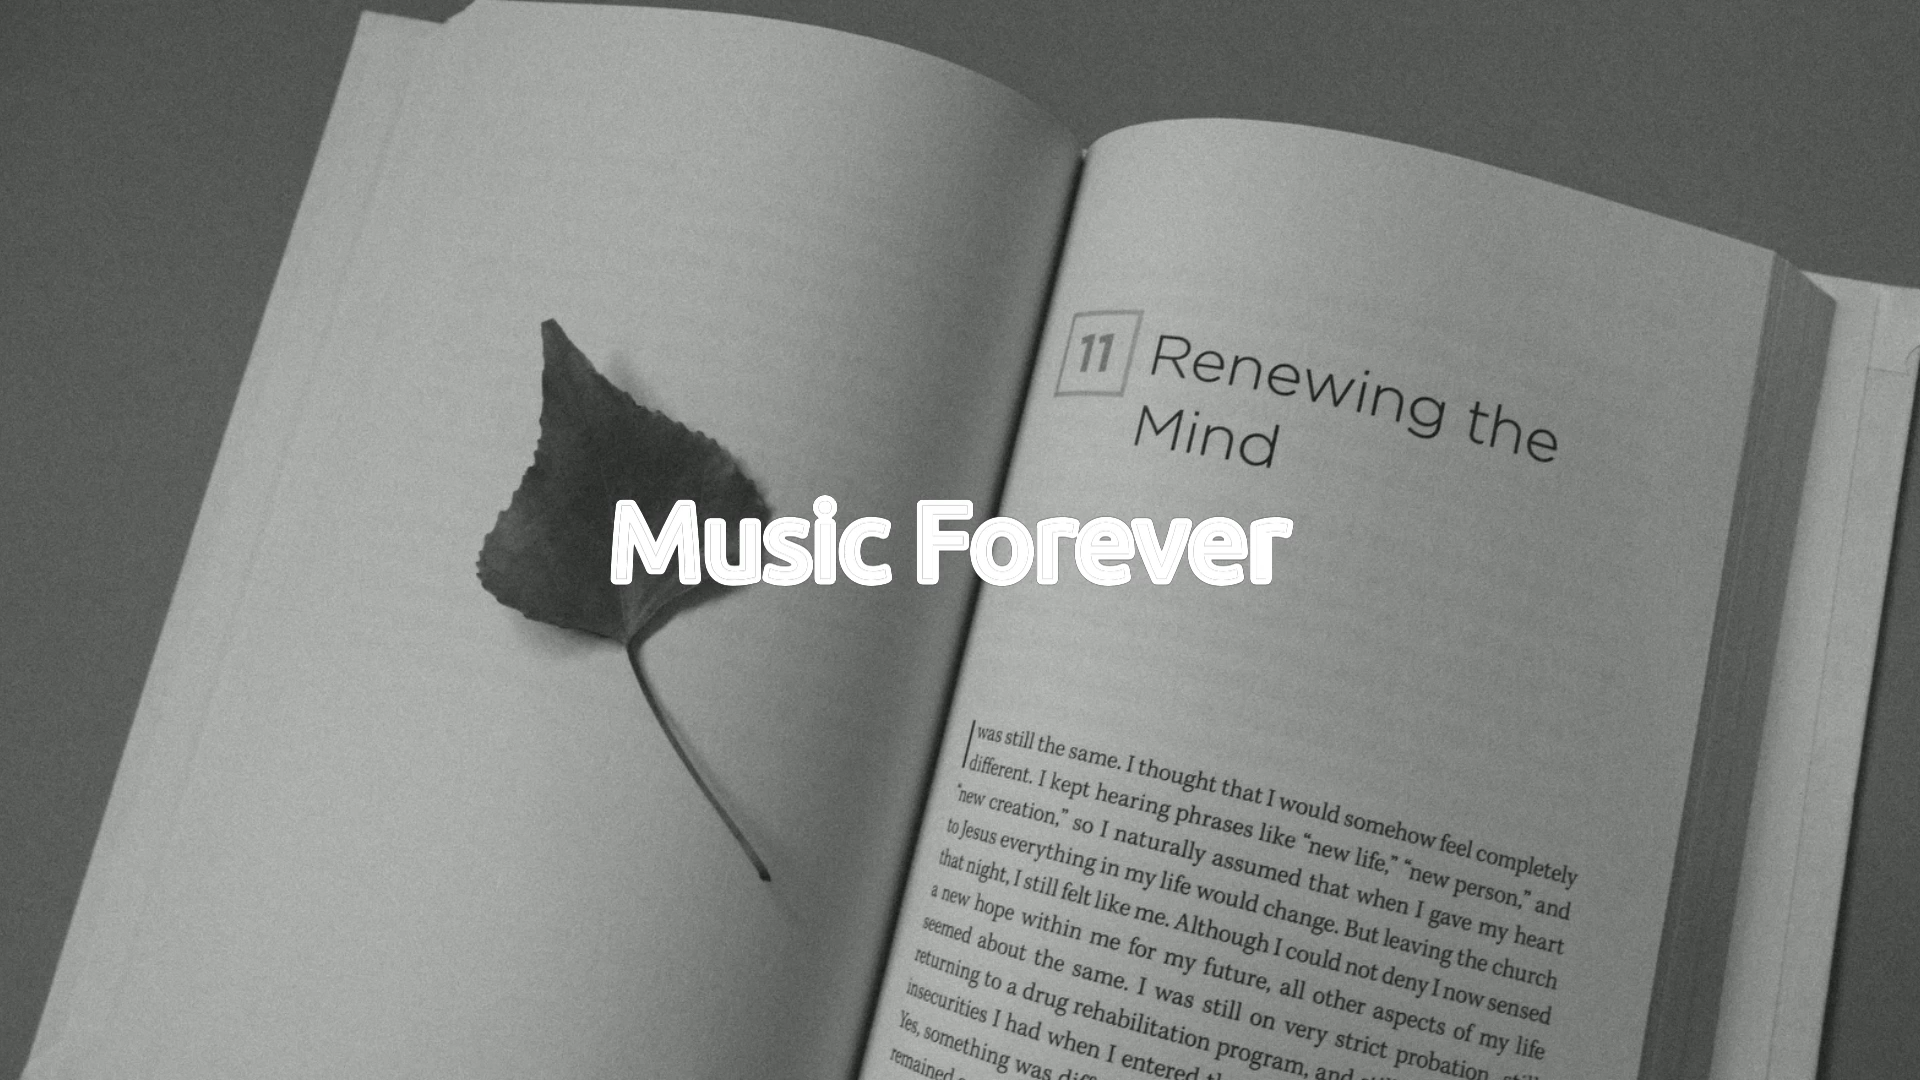 11 Renewing the
Mind
Music Forever
I was still the same. I thought that I would somehow feel completely
different. I kept hearing phrases like “new life,” “new person,” and
“new creation,” so I naturally assumed that when I gave my heart
to Jesus everything in my life would change. But leaving the church
that night, I still felt like me. Although I could not deny I now sensed
a new hope within me for my future, all other aspects of my life
seemed about the same. I was still on very strict probation,
returning to a drug rehabilitation program, and
insecurities I had when I entered
Yes, something was
remained